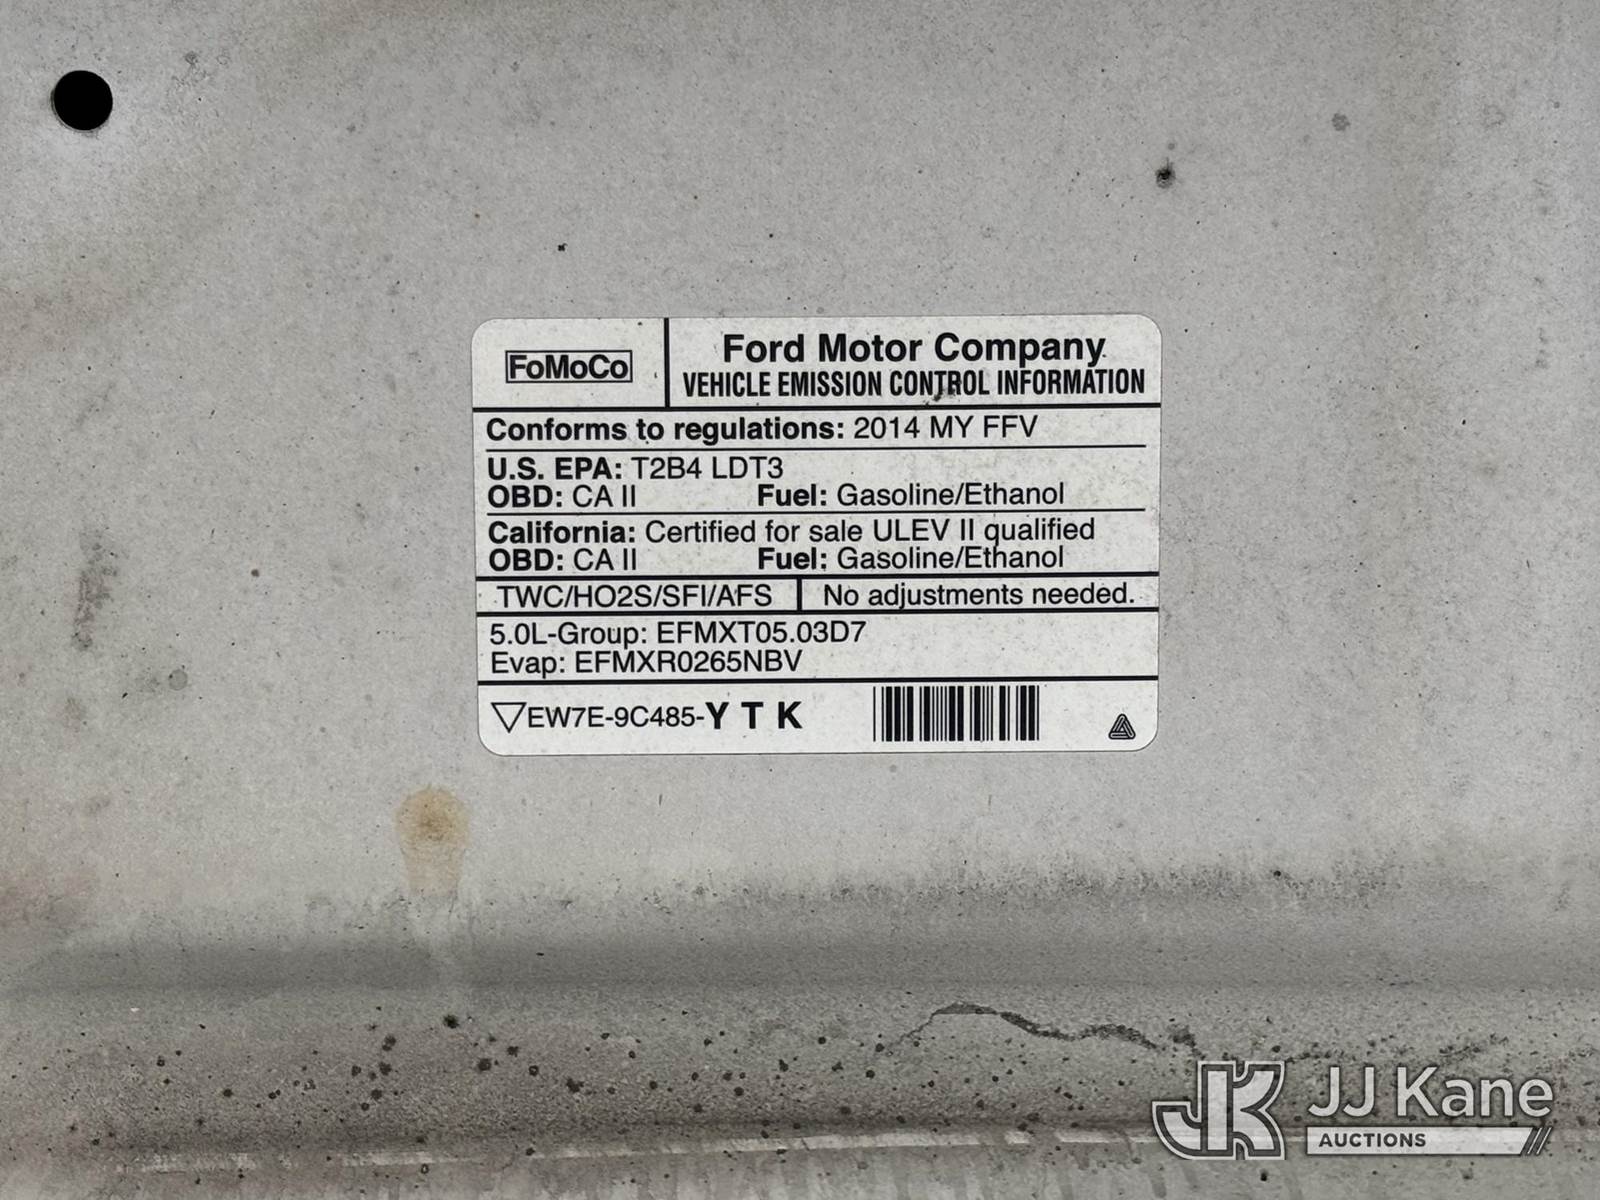 FoMoCo
Ford Motor Company
VEHICLE EMISSION CONTROL INFORMATION
Conforms to regulations: 2014 MY FFV
U.S. EPA: T2B4 LDT3
OBD: CA II Fuel: Gasoline/Ethanol
California: Certified for sale ULEV II qualified
OBD: CA II Fuel: Gasoline/Ethanol
TWC/HO2S/SFI/AFS No adjustments needed.
5.0L-Group: EFMXT05.03D7
Evap: EFMXR0265NBV
EW7E-9C485-Y T K
JK JJ Kane
AUCTIONS